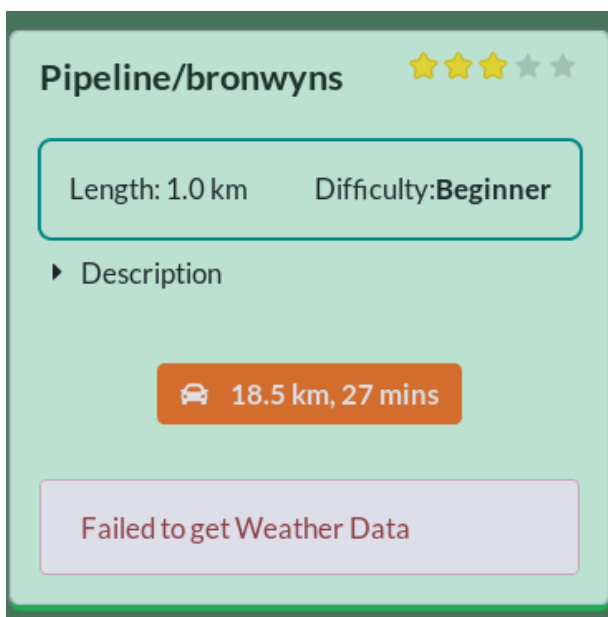 Pipeline/bronwyns
Length: 1.0 km Difficulty:Beginner
Description
18.5 km, 27 mins
Failed to get Weather Data